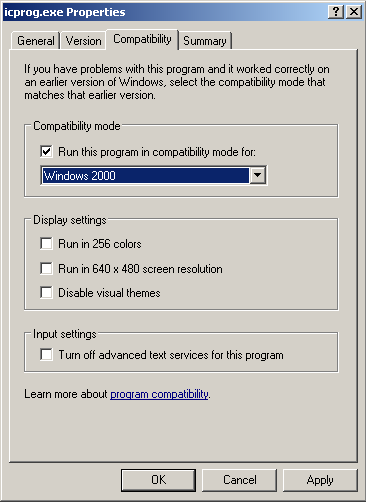 icprog.exe Properties
General Version Compatibility Summary
If you have problems with this program and it worked correctly on
an earlier version of Windows, select the compatibility mode that
matches that earlier version.
Compatibility mode
Run this program in compatibility mode for:
Windows 2000
Display settings
Run in 256 colors
Run in 640 x 480 screen resolution
Disable visual themes
Input settings
Turn off advanced text services for this program
Learn more about program compatibility.
OK Cancel Apply